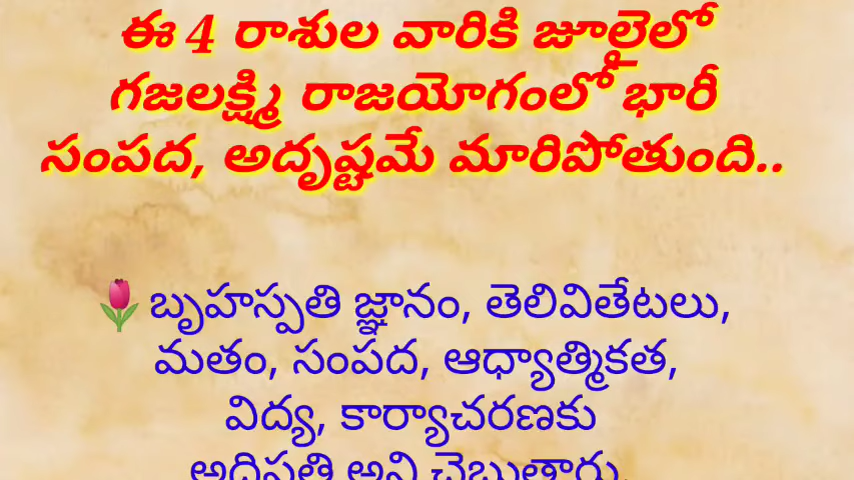 ఈ 4 రాశుల వారికి జూలైలో
గజలక్ష్మి రాజయోగంలో భారీ
సంపద, అదృష్టమే మారిపోతుంది..
🌷బృహస్పతి జ్ఞానం, తెలివితేటలు,
మతం, సంపద, ఆధ్యాత్మికత,
విద్య, కార్యాచరణకు
అధిపతి అని చెబుతారు.